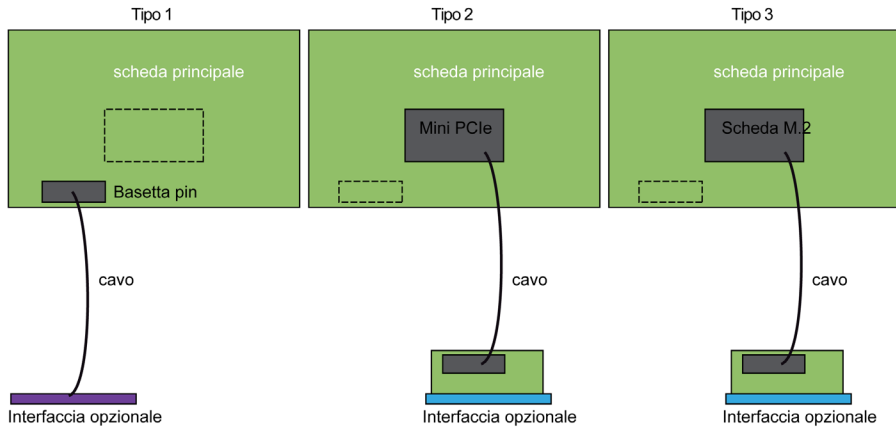 Tipo 1
Tipo 2
Tipo 3
scheda principale
scheda principale
scheda principale
Mini PCIe
Scheda M.2
Basetta pin
cavo
cavo
cavo
Interfaccia opzionale
Interfaccia opzionale
Interfaccia opzionale